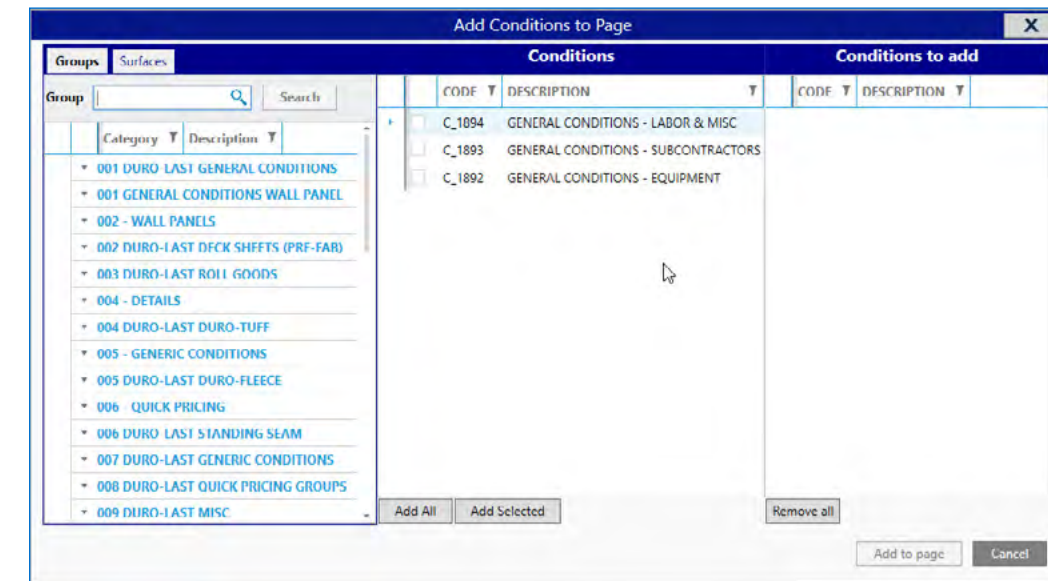 Add Conditions to Page
X
Groups
Surfaces
Conditions
Conditions to add
Group
Search
CODE
DESCRIPTION
CODE
DESCRIPTION
Category
Description
C_1894 GENERAL CONDITIONS - LABOR & MISC
C_1893 GENERAL CONDITIONS - SUBCONTRACTORS
C_1892 GENERAL CONDITIONS - EQUIPMENT
001 DURO-LAST GENERAL CONDITIONS
001 GENERAL CONDITIONS WALL PANEL
002 - WALL PANELS
002 DURO-LAST DECK SHEETS (PRE-FAB)
003 DURO-LAST ROLL GOODS
004 - DETAILS
004 DURO-LAST DURO-TUFF
005 - GENERIC CONDITIONS
005 DURO-LAST DURO-FLEECE
006 - QUICK PRICING
006 DURO-LAST STANDING SEAM
007 DURO-LAST GENERIC CONDITIONS
008 DURO-LAST QUICK PRICING GROUPS
009 DURO-LAST MISC
Add All
Add Selected
Remove all
Add to page
Cancel